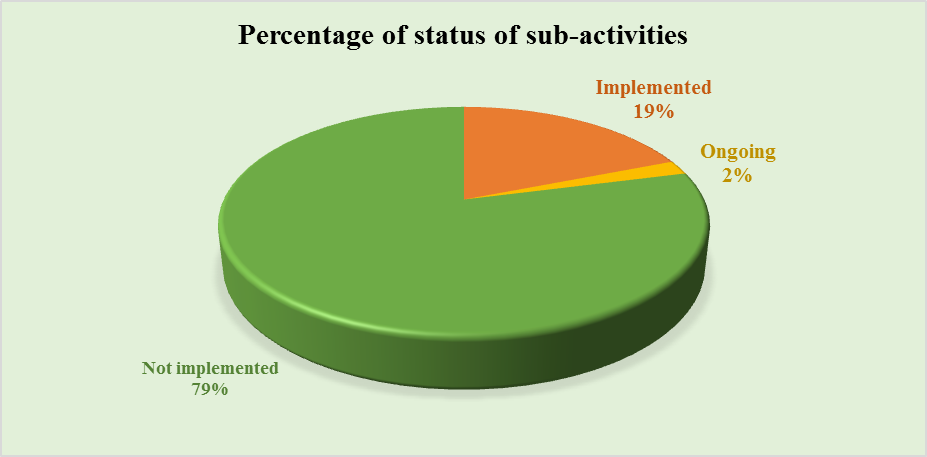 Percentage of status of sub-activities
Implemented
19%
Ongoing
2%
Not implemented
79%